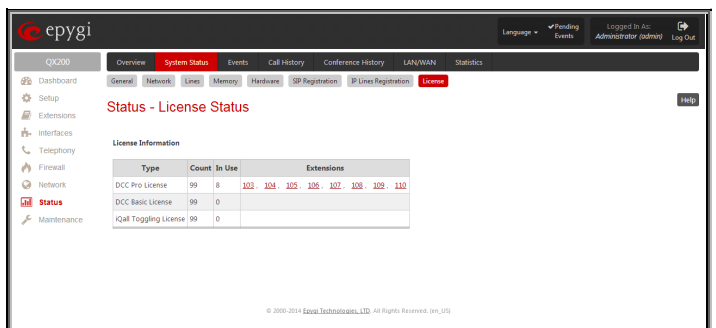 epygi
Language
✔Pending Events
Logged In As: Administrator (admin)
Log Out
QX200
Overview System Status Events Call History Conference History LAN/WAN Statistics
General Network Lines Memory Hardware SIP Registration IP Lines Registration License
Dashboard
Setup
Extensions
Interfaces
Telephony
Firewall
Network
Status
Maintenance
Status - License Status
Help
License Information
Type Count In Use Extensions
DCC Pro License 99 8 103 , 104 , 105 , 106 , 107 , 108 , 109 , 110
DCC Basic License 99 0
iQall Toggling License 99 0
© 2000-2014 Epygi Technologies, LTD. All Rights Reserved. (en_US)